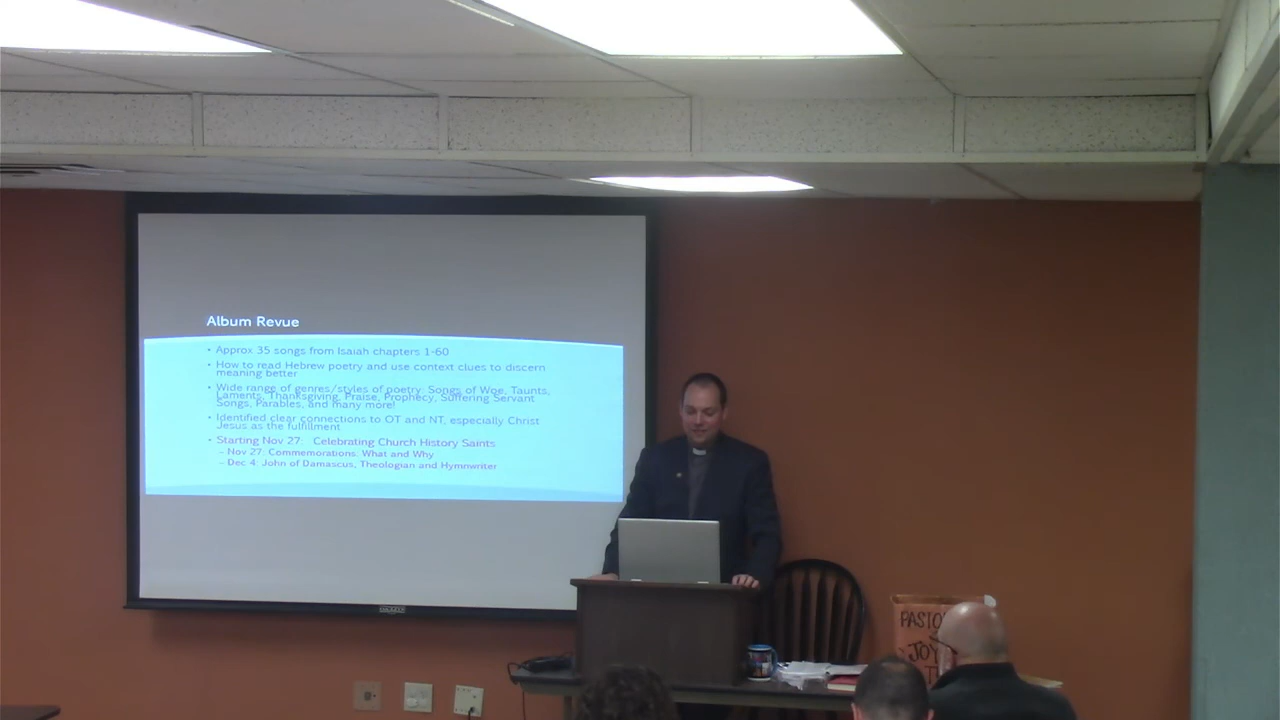 Album Revue
• Approx 35 songs from Isaiah chapters 1-60
• How to read Hebrew poetry and use context clues to discern
meaning better
• Wide range of genres/styles of poetry: Songs of Woe, Taunts,
Laments, Thanksgiving, Praise, Prophecy, Suffering Servant
Songs, Parables, and many more!
• Identified clear connections to OT and NT, especially Christ
Jesus as the fulfillment
• Starting Nov 27: Celebrating Church History Saints
– Nov 27: Commemorations: What and Why
– Dec 4: John of Damascus, Theologian and Hymnwriter
PASTO
JOY
T